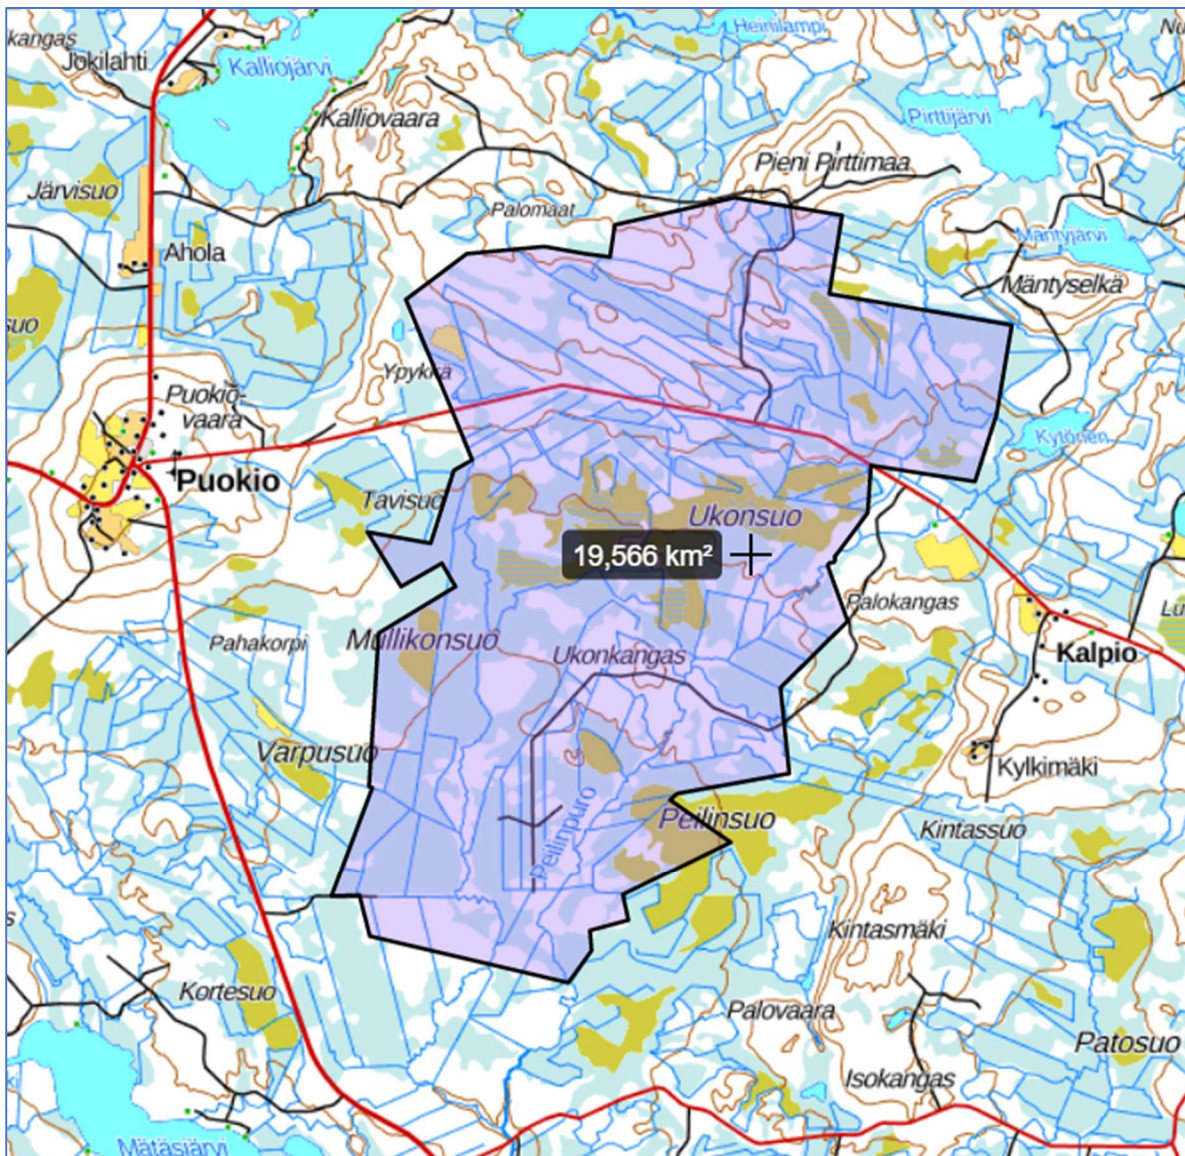 Heinilampi
Nu
kangas
Jokilahti
Kalliojärvi
Kalliovaara
Pirttijärvi
Pieni Pirttimaa
Järvisuo
Palomaat
Mäntyjärvi
Ahola
Mäntyselkä
suo
Ypykkä
Puokio-
vaara
Kytönen
Puokio
Tavisuo
Ukonsuo
19,566 km²
Palokangas
Lu
Pahakorpi
Mullikonsuo
Ukonkangas
Kalpio
Varpusuo
Kylkimäki
Peilinpuro
Peilinsuo
Kintassuo
s
Kintasmäki
Kortesuo
Palovaara
Patosuo
Isokangas
Mätäsjärvi